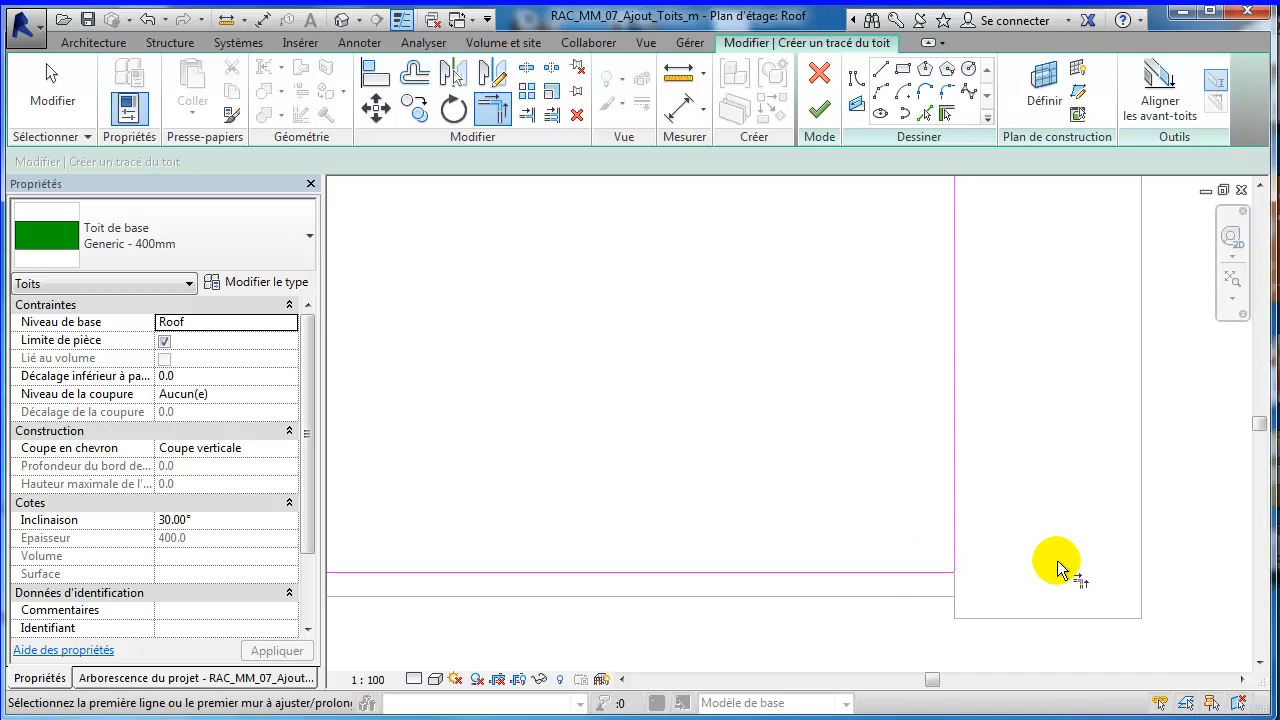 RAC_MM_07_Ajout_Toits_m - Plan d'étage: Roof
Se connecter
Architecture Structure Systèmes Insérer Annoter Analyser Volume et site Collaborer Vue Gérer Modifier | Créer un tracé du toit
Modifier
Coller
Définir
Aligner
les avant-toits
Sélectionner Propriétés Presse-papiers Géométrie Modifier Vue Mesurer Créer Mode Dessiner Plan de construction Outils
Modifier | Créer un tracé du toit
Propriétés
Toit de base
Generic - 400mm
Toits
Modifier le type
Contraintes
Niveau de base Roof
Limite de pièce
Lié au volume
Décalage inférieur à pa... 0.0
Niveau de la coupure Aucun(e)
Décalage de la coupure 0.0
Construction
Coupe en chevron Coupe verticale
Profondeur du bord de... 0.0
Hauteur maximale de l'... 0.0
Cotes
Inclinaison 30.00°
Epaisseur 400.0
Volume
Surface
Données d'identification
Commentaires
Identifiant
Aide des propriétés
Appliquer
Propriétés
Arborescence du projet - RAC_MM_07_Ajout...
1 : 100
2D
Sélectionnez la première ligne ou le premier mur à ajuster/prolong
:0
Modèle de base